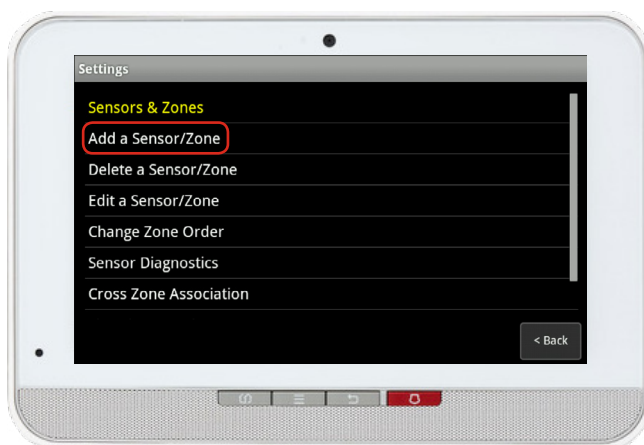 Settings
Sensors & Zones
Add a Sensor/Zone
Delete a Sensor/Zone
Edit a Sensor/Zone
Change Zone Order
Sensor Diagnostics
Cross Zone Association
< Back